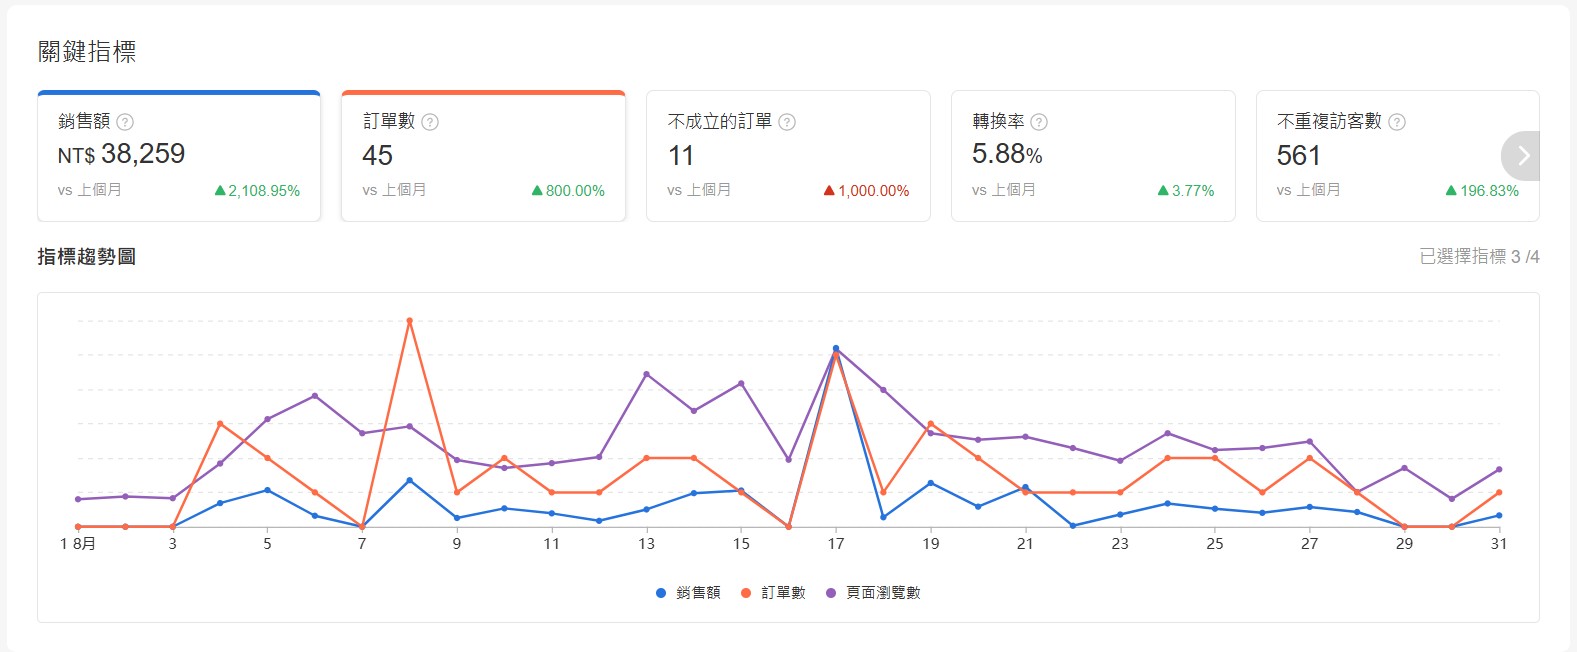 關鍵指標
銷售額 ?
NT$ 38,259
vs 上個月 ▲2,108.95%
訂單數 ?
45
vs 上個月 ▲800.00%
不成立的訂單 ?
11
vs 上個月 ▲1,000.00%
轉換率 ?
5.88%
vs 上個月 ▲3.77%
不重複訪客數 ?
561
vs 上個月 ▲196.83%
指標趨勢圖
已選擇指標 3 /4
1 8月 3 5 7 9 11 13 15 17 19 21 23 25 27 29 31
銷售額 訂單數 頁面瀏覽數